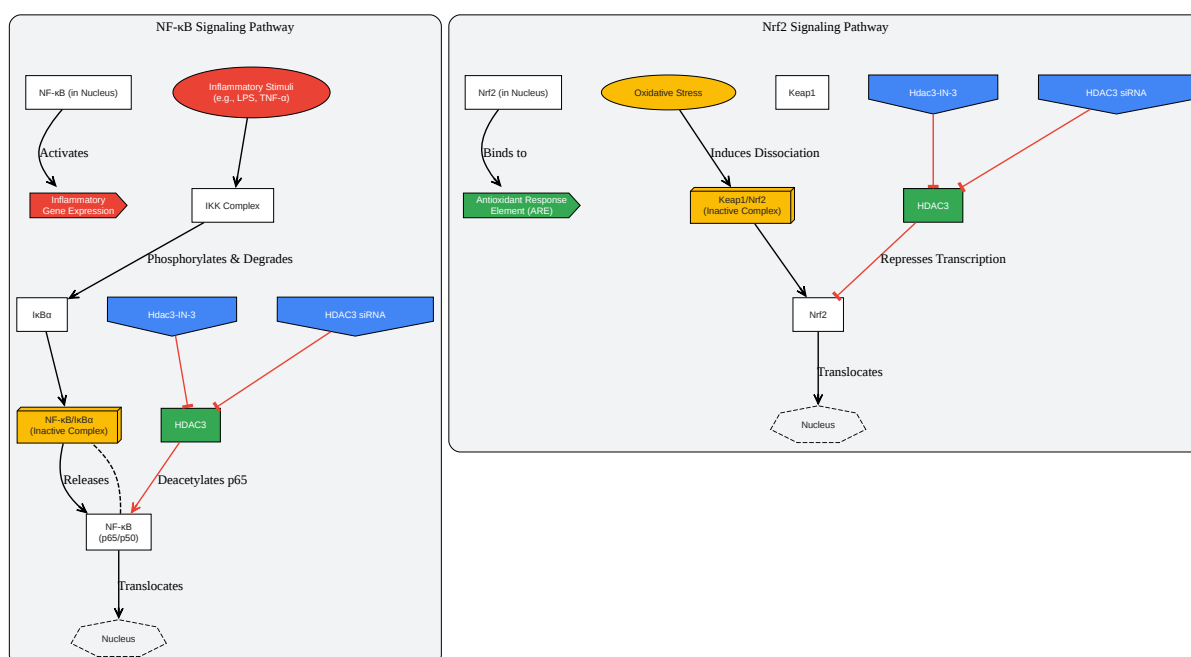 NF-κB Signaling Pathway
NF-κB (in Nucleus)
Inflammatory Stimuli
(e.g., LPS, TNF-α)
Activates
Inflammatory
Gene Expression
IKK Complex
Phosphorylates & Degrades
IκBα
Hdac3-IN-3
HDAC3 siRNA
NF-κB/IκBα
(Inactive Complex)
HDAC3
Releases
Deacetylates p65
NF-κB
(p65/p50)
Translocates
Nucleus
Nrf2 Signaling Pathway
Nrf2 (in Nucleus)
Oxidative Stress
Keap1
Hdac3-IN-3
HDAC3 siRNA
Binds to
Induces Dissociation
Antioxidant Response
Element (ARE)
Keap1/Nrf2
(Inactive Complex)
HDAC3
Represses Transcription
Nrf2
Translocates
Nucleus